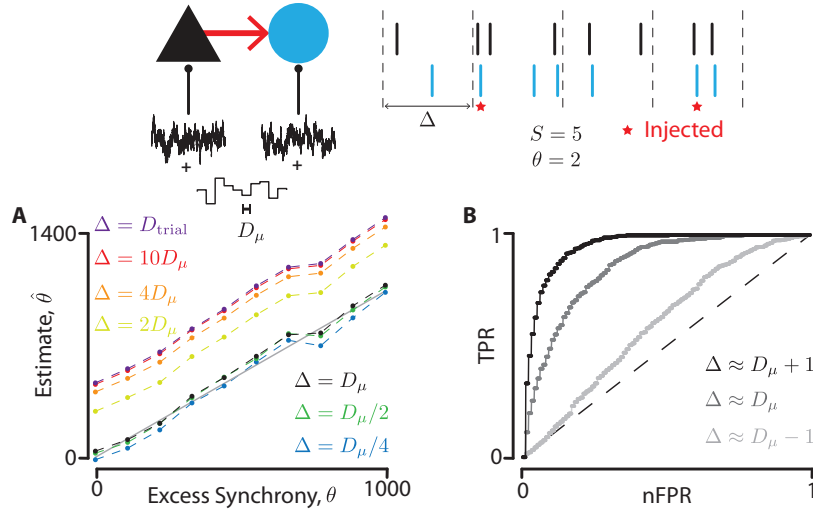 Δ
S = 5
θ = 2
★ Injected
+ +
D_μ
A
Δ = D_trial
Δ = 10D_μ
Δ = 4D_μ
Δ = 2D_μ
1400
0
Estimate, θ̂
Δ = D_μ
Δ = D_μ/2
Δ = D_μ/4
0 1000
Excess Synchrony, θ
B
1
0
TPR
Δ ≈ D_μ + 1
Δ ≈ D_μ
Δ ≈ D_μ − 1
0 1
nFPR